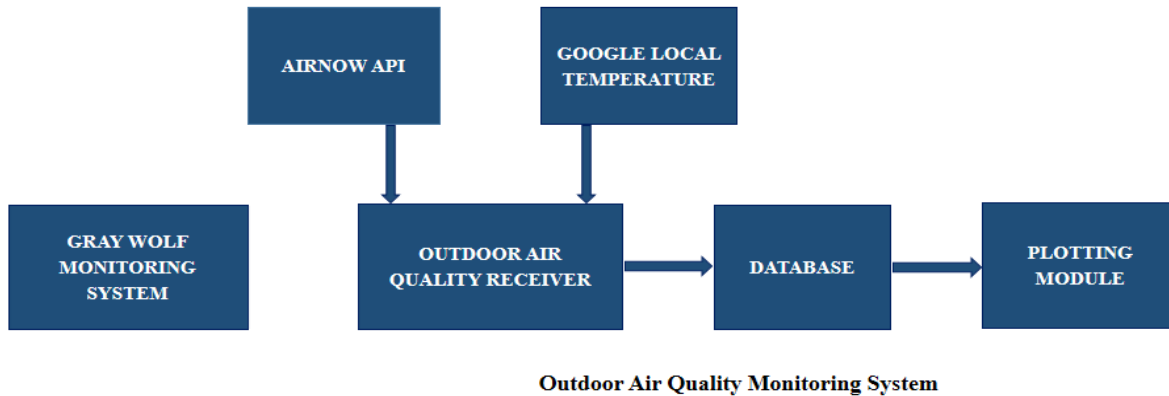 AIRNOW API
GOOGLE LOCAL
TEMPERATURE
GRAY WOLF
MONITORING
SYSTEM
OUTDOOR AIR
QUALITY RECEIVER
DATABASE
PLOTTING
MODULE
Outdoor Air Quality Monitoring System